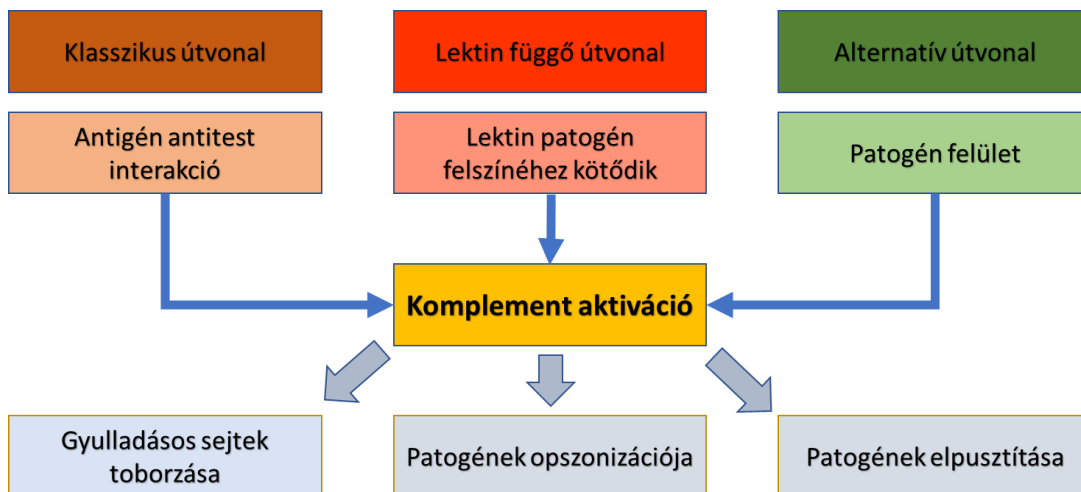 Klasszikus útvonal
Lektin függő útvonal
Alternatív útvonal
Antigén antitest
interakció
Lektin patogén
felszínéhez kötődik
Patogén felület
Komplement aktiváció
Gyulladásos sejtek
toborzása
Patogének opszonizációja
Patogének elpusztítása